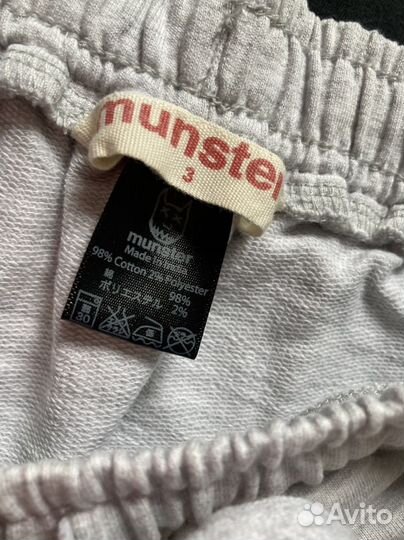 munster
3
munster
Made in India
98% Cotton 2% Polyester
綿 98%
ポリエステル 2%
30
Avito